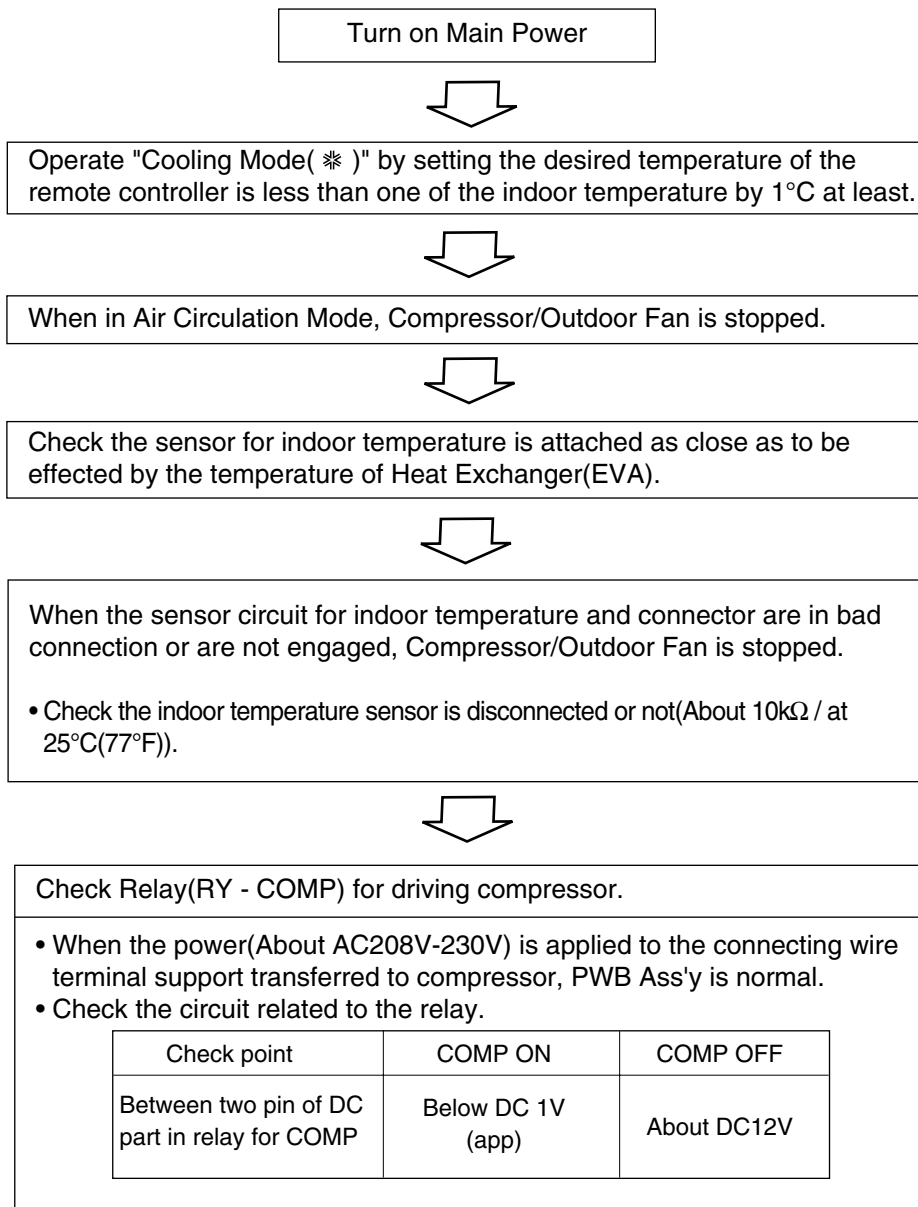 Turn on Main Power
Operate "Cooling Mode( ❋ )" by setting the desired temperature of the
remote controller is less than one of the indoor temperature by 1°C at least.
When in Air Circulation Mode, Compressor/Outdoor Fan is stopped.
Check the sensor for indoor temperature is attached as close as to be
effected by the temperature of Heat Exchanger(EVA).
When the sensor circuit for indoor temperature and connector are in bad
connection or are not engaged, Compressor/Outdoor Fan is stopped.
• Check the indoor temperature sensor is disconnected or not(About 10kΩ / at
25°C(77°F)).
Check Relay(RY - COMP) for driving compressor.
• When the power(About AC208V-230V) is applied to the connecting wire
terminal support transferred to compressor, PWB Ass'y is normal.
• Check the circuit related to the relay.
Check point COMP ON COMP OFF
Between two pin of DC
part in relay for COMP
Below DC 1V
(app)
About DC12V